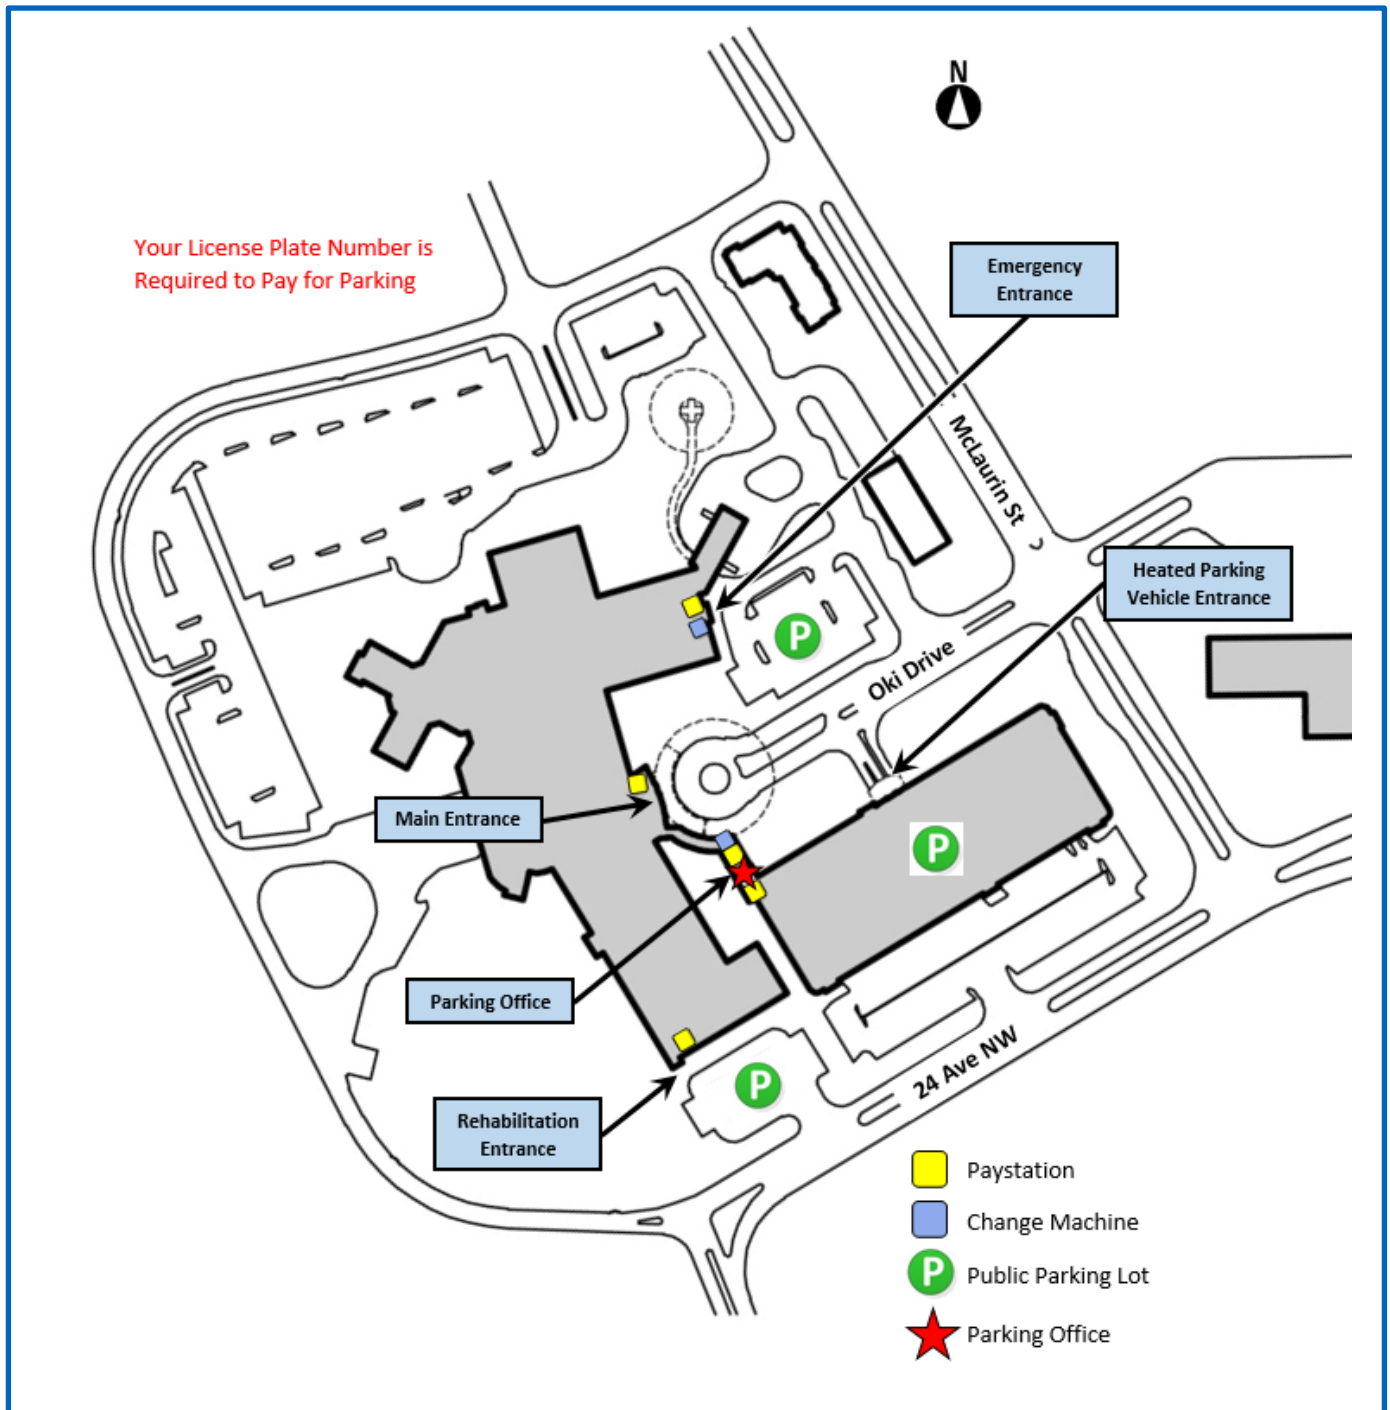 N
Your License Plate Number is
Required to Pay for Parking
Emergency
Entrance
McLaurin St
Heated Parking
Vehicle Entrance
P
Oki Drive
Main Entrance
P
Parking Office
24 Ave NW
P
Rehabilitation
Entrance
Paystation
Change Machine
P
Public Parking Lot
Parking Office